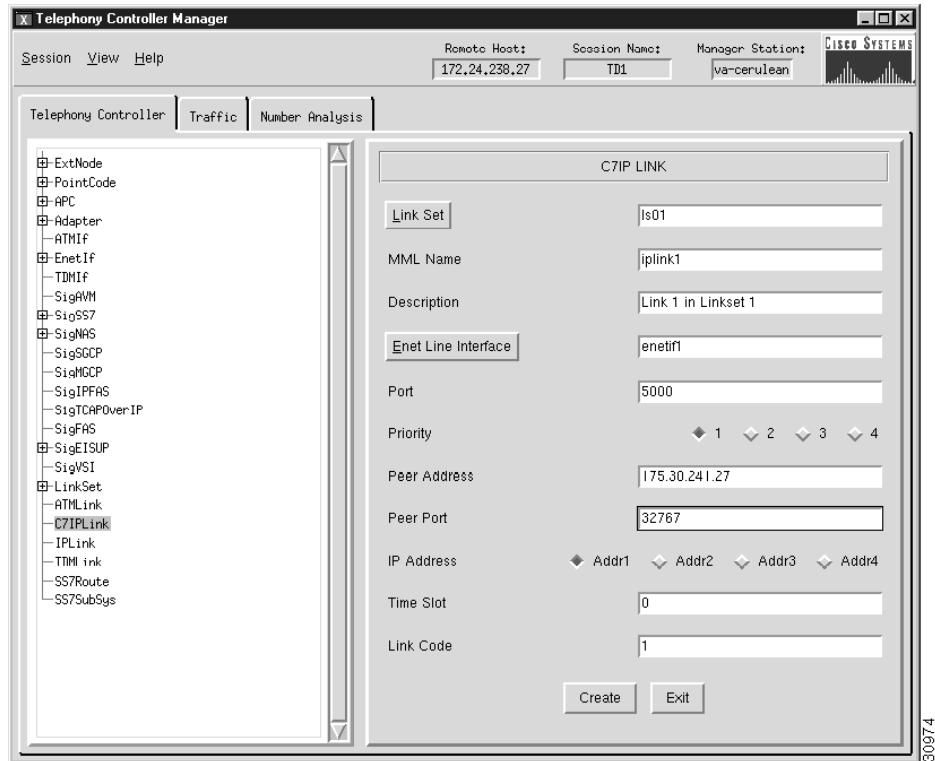 Telephony Controller Manager
Session View Help
Remote Host:
172.24.238.27
Session Name:
TD1
Manager Station:
va-cerulean
CISCO SYSTEMS
Telephony Controller
Traffic
Number Analysis
ExtNode
PointCode
APC
Adapter
ATMIf
EnetIf
TDMIf
SigAVM
SigSS7
SigNAS
SigSGCP
SigMGCP
SigIPFAS
SigTCAPOverIP
SigFAS
SigEISUP
SigVSI
LinkSet
ATMLink
C7IPLink
IPLink
TDMLink
SS7Route
SS7SubSys
C7IP LINK
Link Set ls01
MML Name iplink1
Description Link 1 in Linkset 1
Enet Line Interface enetif1
Port 5000
Priority 1 2 3 4
Peer Address 175.30.241.27
Peer Port 32767
IP Address Addr1 Addr2 Addr3 Addr4
Time Slot 0
Link Code 1
Create Exit
30974